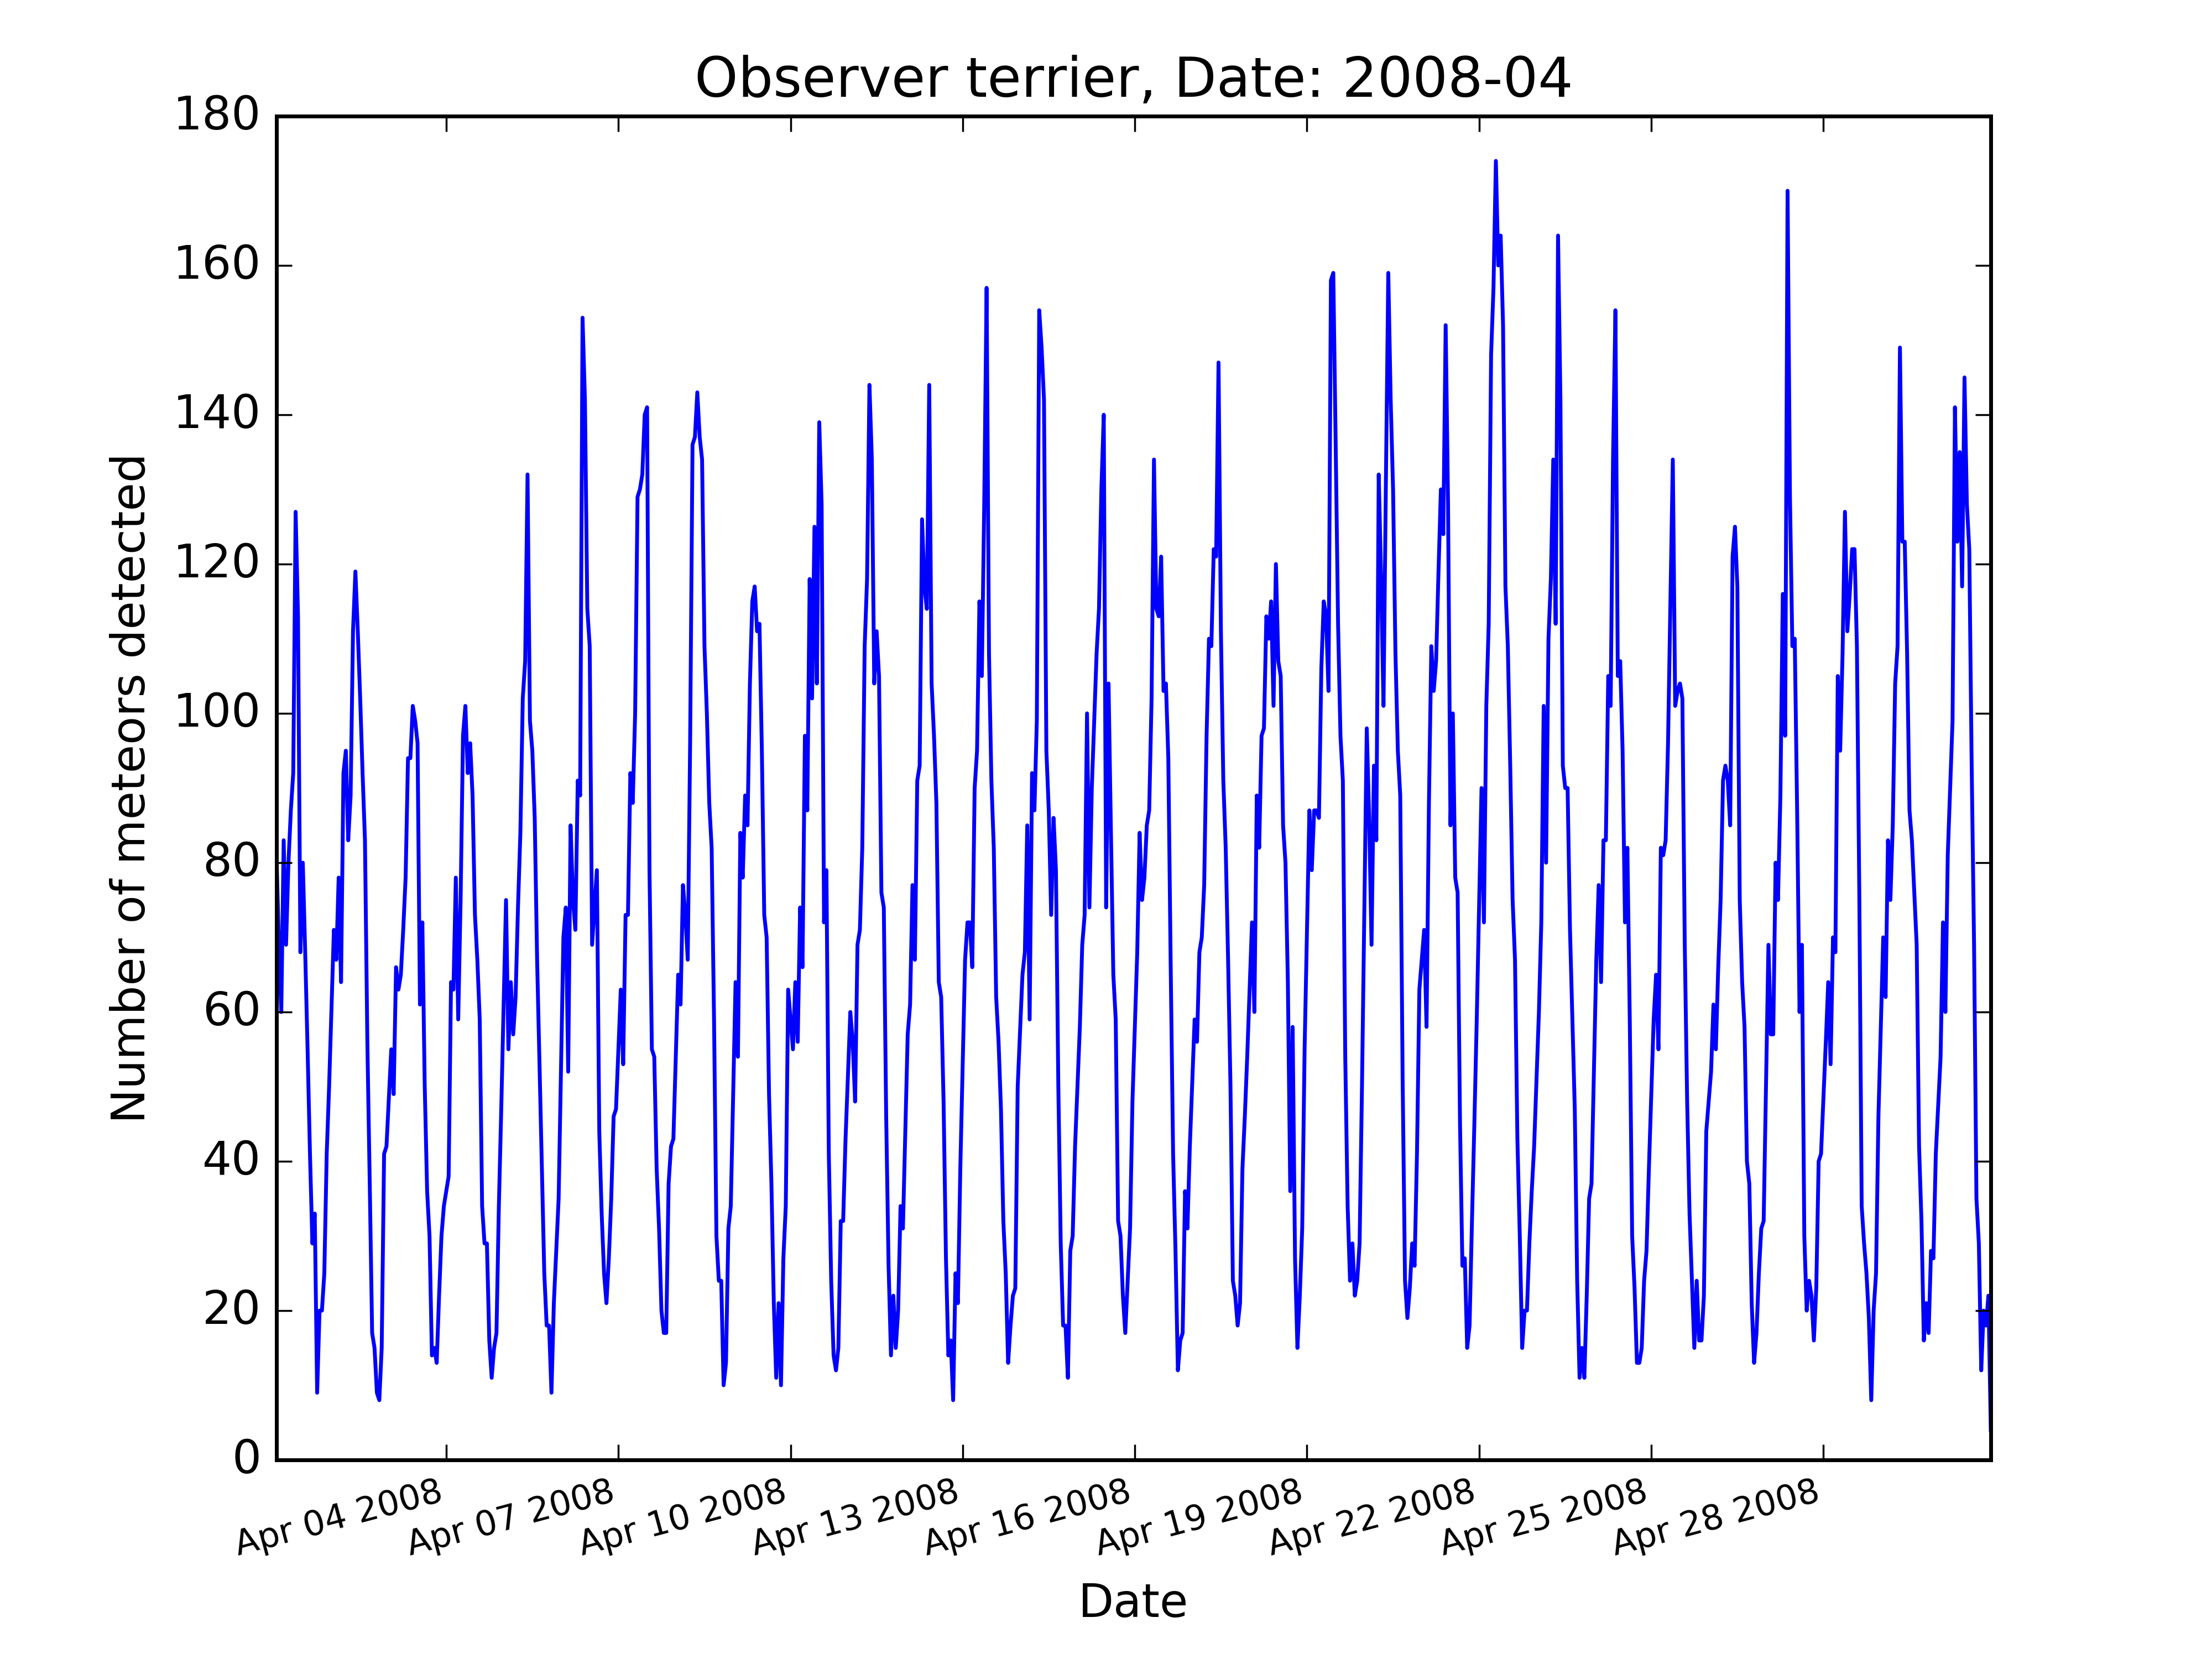 Observer terrier, Date: 2008-04
Number of meteors detected
180
160
140
120
100
80
60
40
20
0
Apr 04 2008
Apr 07 2008
Apr 10 2008
Apr 13 2008
Apr 16 2008
Apr 19 2008
Apr 22 2008
Apr 25 2008
Apr 28 2008
Date